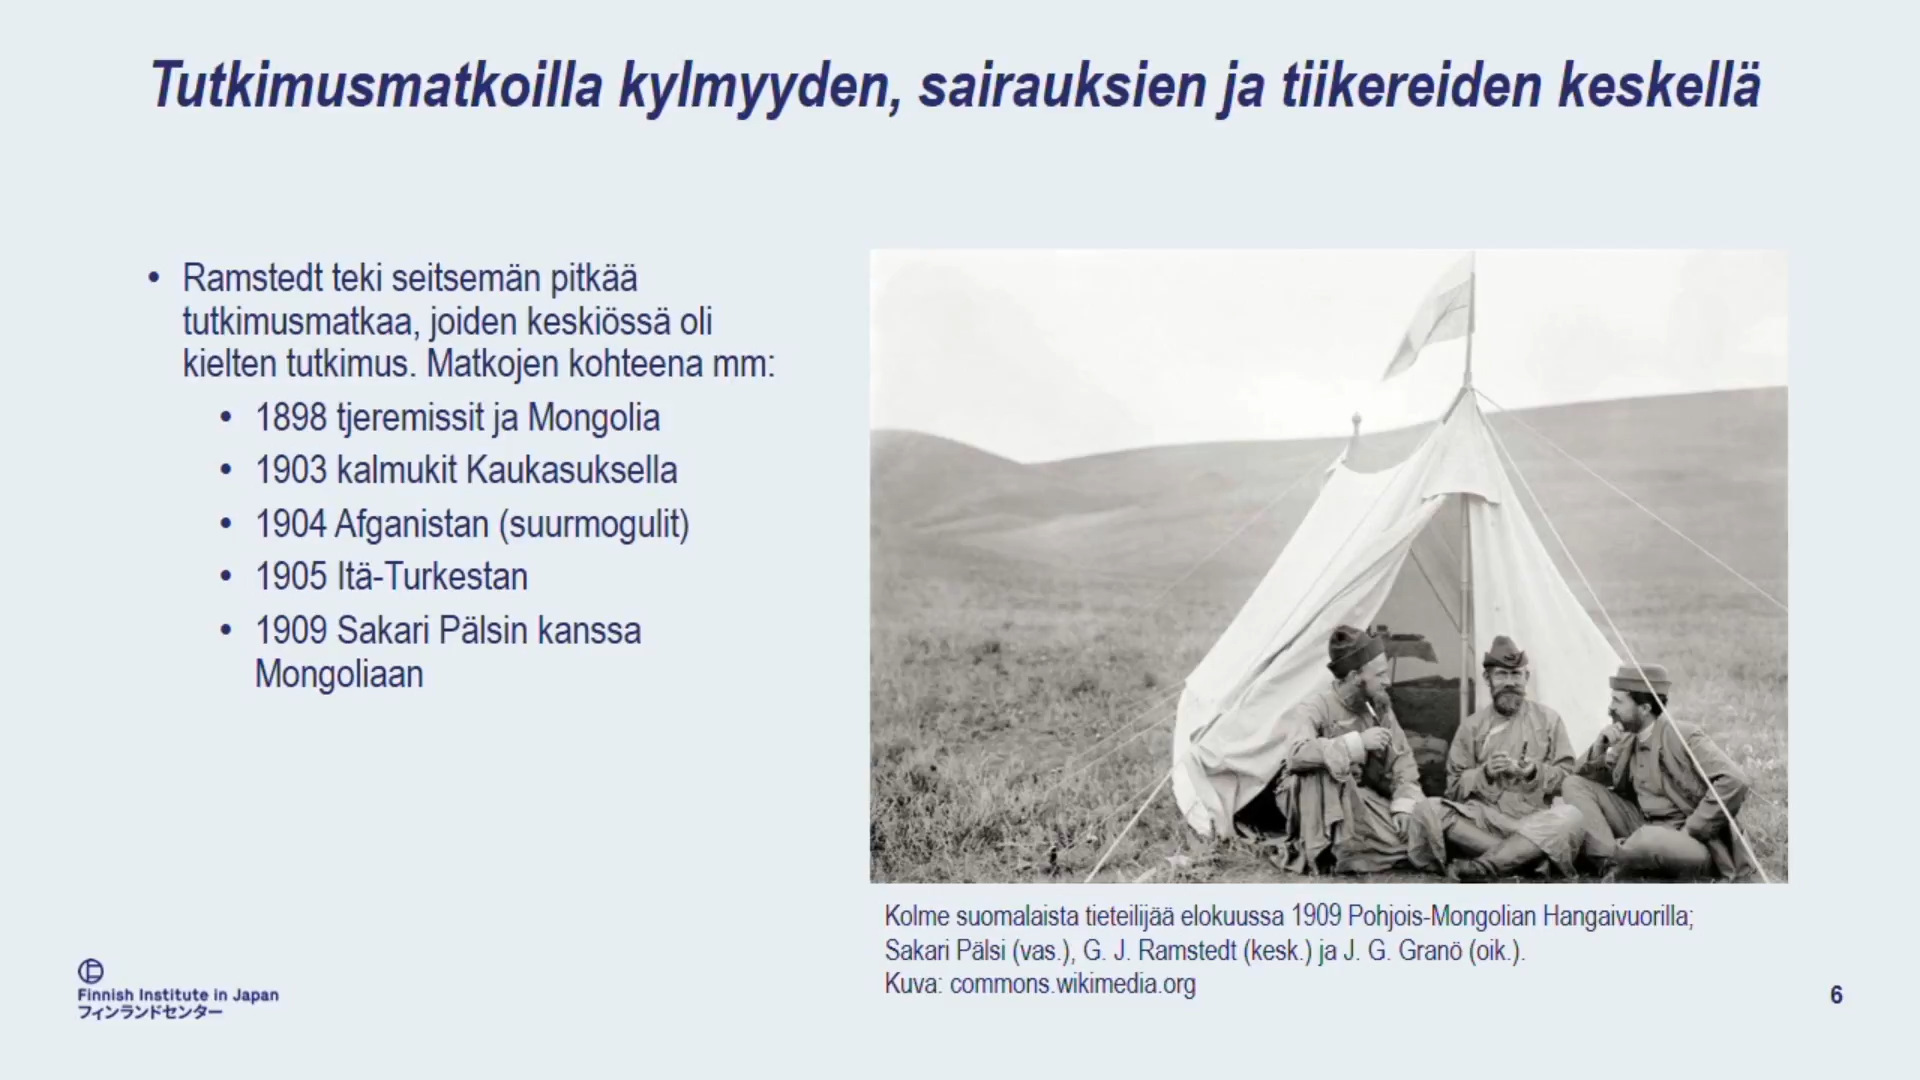 Tutkimusmatkoilla kylmyyden, sairauksien ja tiikereiden keskellä
• Ramstedt teki seitsemän pitkää
tutkimusmatkaa, joiden keskiössä oli
kielten tutkimus. Matkojen kohteena mm:
• 1898 tjeremissit ja Mongolia
• 1903 kalmukit Kaukasuksella
• 1904 Afganistan (suurmogulit)
• 1905 Itä-Turkestan
• 1909 Sakari Pälsin kanssa
Mongoliaan
Kolme suomalaista tieteilijää elokuussa 1909 Pohjois-Mongolian Hangaivuorilla;
Sakari Pälsi (vas.), G. J. Ramstedt (kesk.) ja J. G. Granö (oik.).
Kuva: commons.wikimedia.org
Finnish Institute in Japan
フィンランドセンター
6